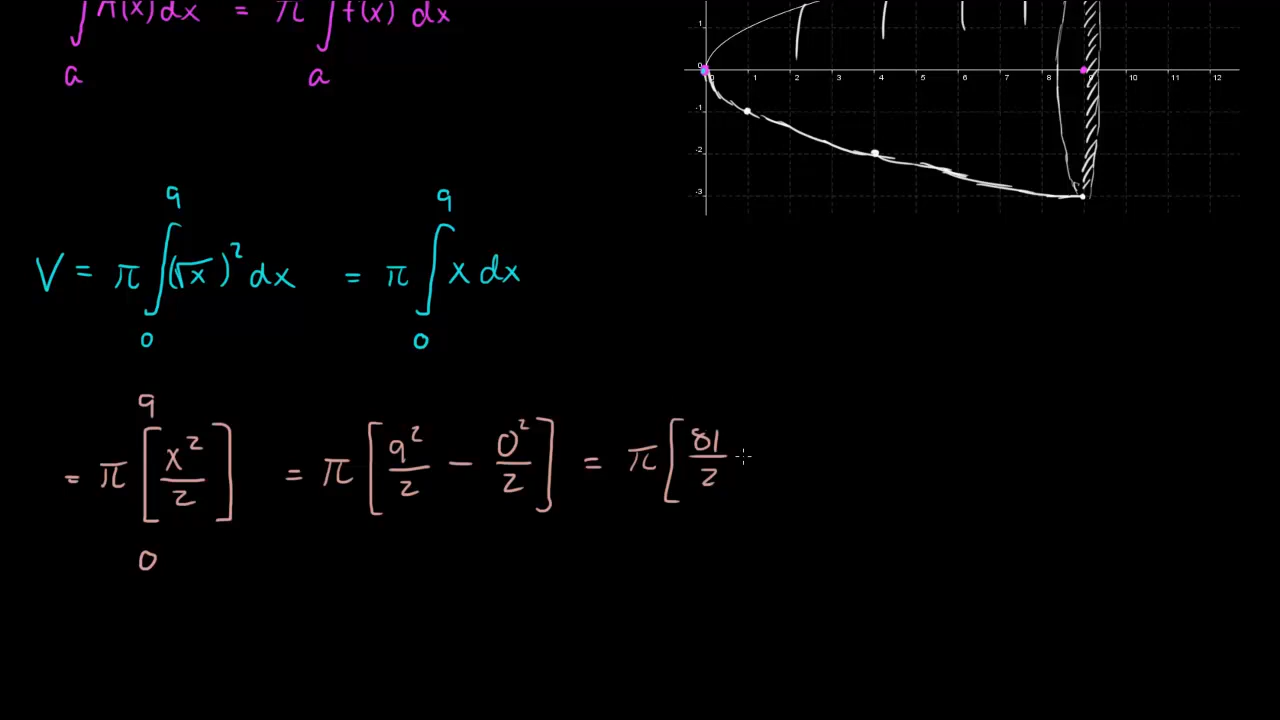 ∫ A(x) dx = π ∫ f(x) dx
a a
1
0
0 1 2 3 4 5 6 7 8 9 10 11 12
-1
-2
-3
9 9
V = π ∫ (√x)² dx = π ∫ x dx
0 0
9
= π [x²/2] = π [9²/2 − 0²/2] = π [81/2
0